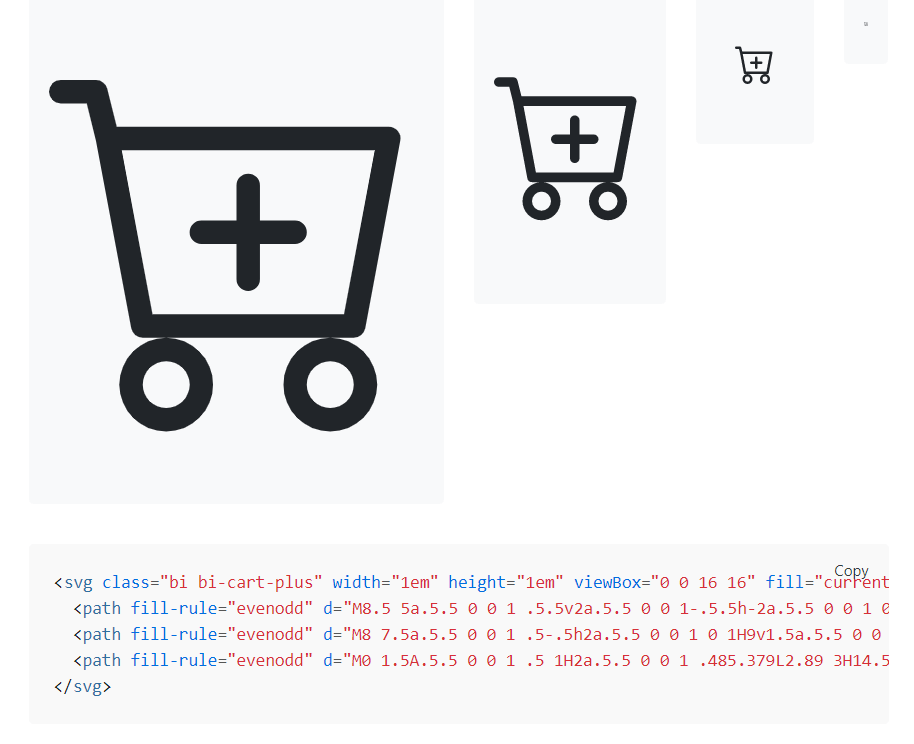 Copy
<svg class="bi bi-cart-plus" width="1em" height="1em" viewBox="0 0 16 16" fill="current
<path fill-rule="evenodd" d="M8.5 5a.5.5 0 0 1 .5.5v2a.5.5 0 0 1-.5.5h-2a.5.5 0 0 1 0
<path fill-rule="evenodd" d="M8 7.5a.5.5 0 0 1 .5-.5h2a.5.5 0 0 1 0 1H9v1.5a.5.5 0 0
<path fill-rule="evenodd" d="M0 1.5A.5.5 0 0 1 .5 1H2a.5.5 0 0 1 .485.379L2.89 3H14.5
</svg>